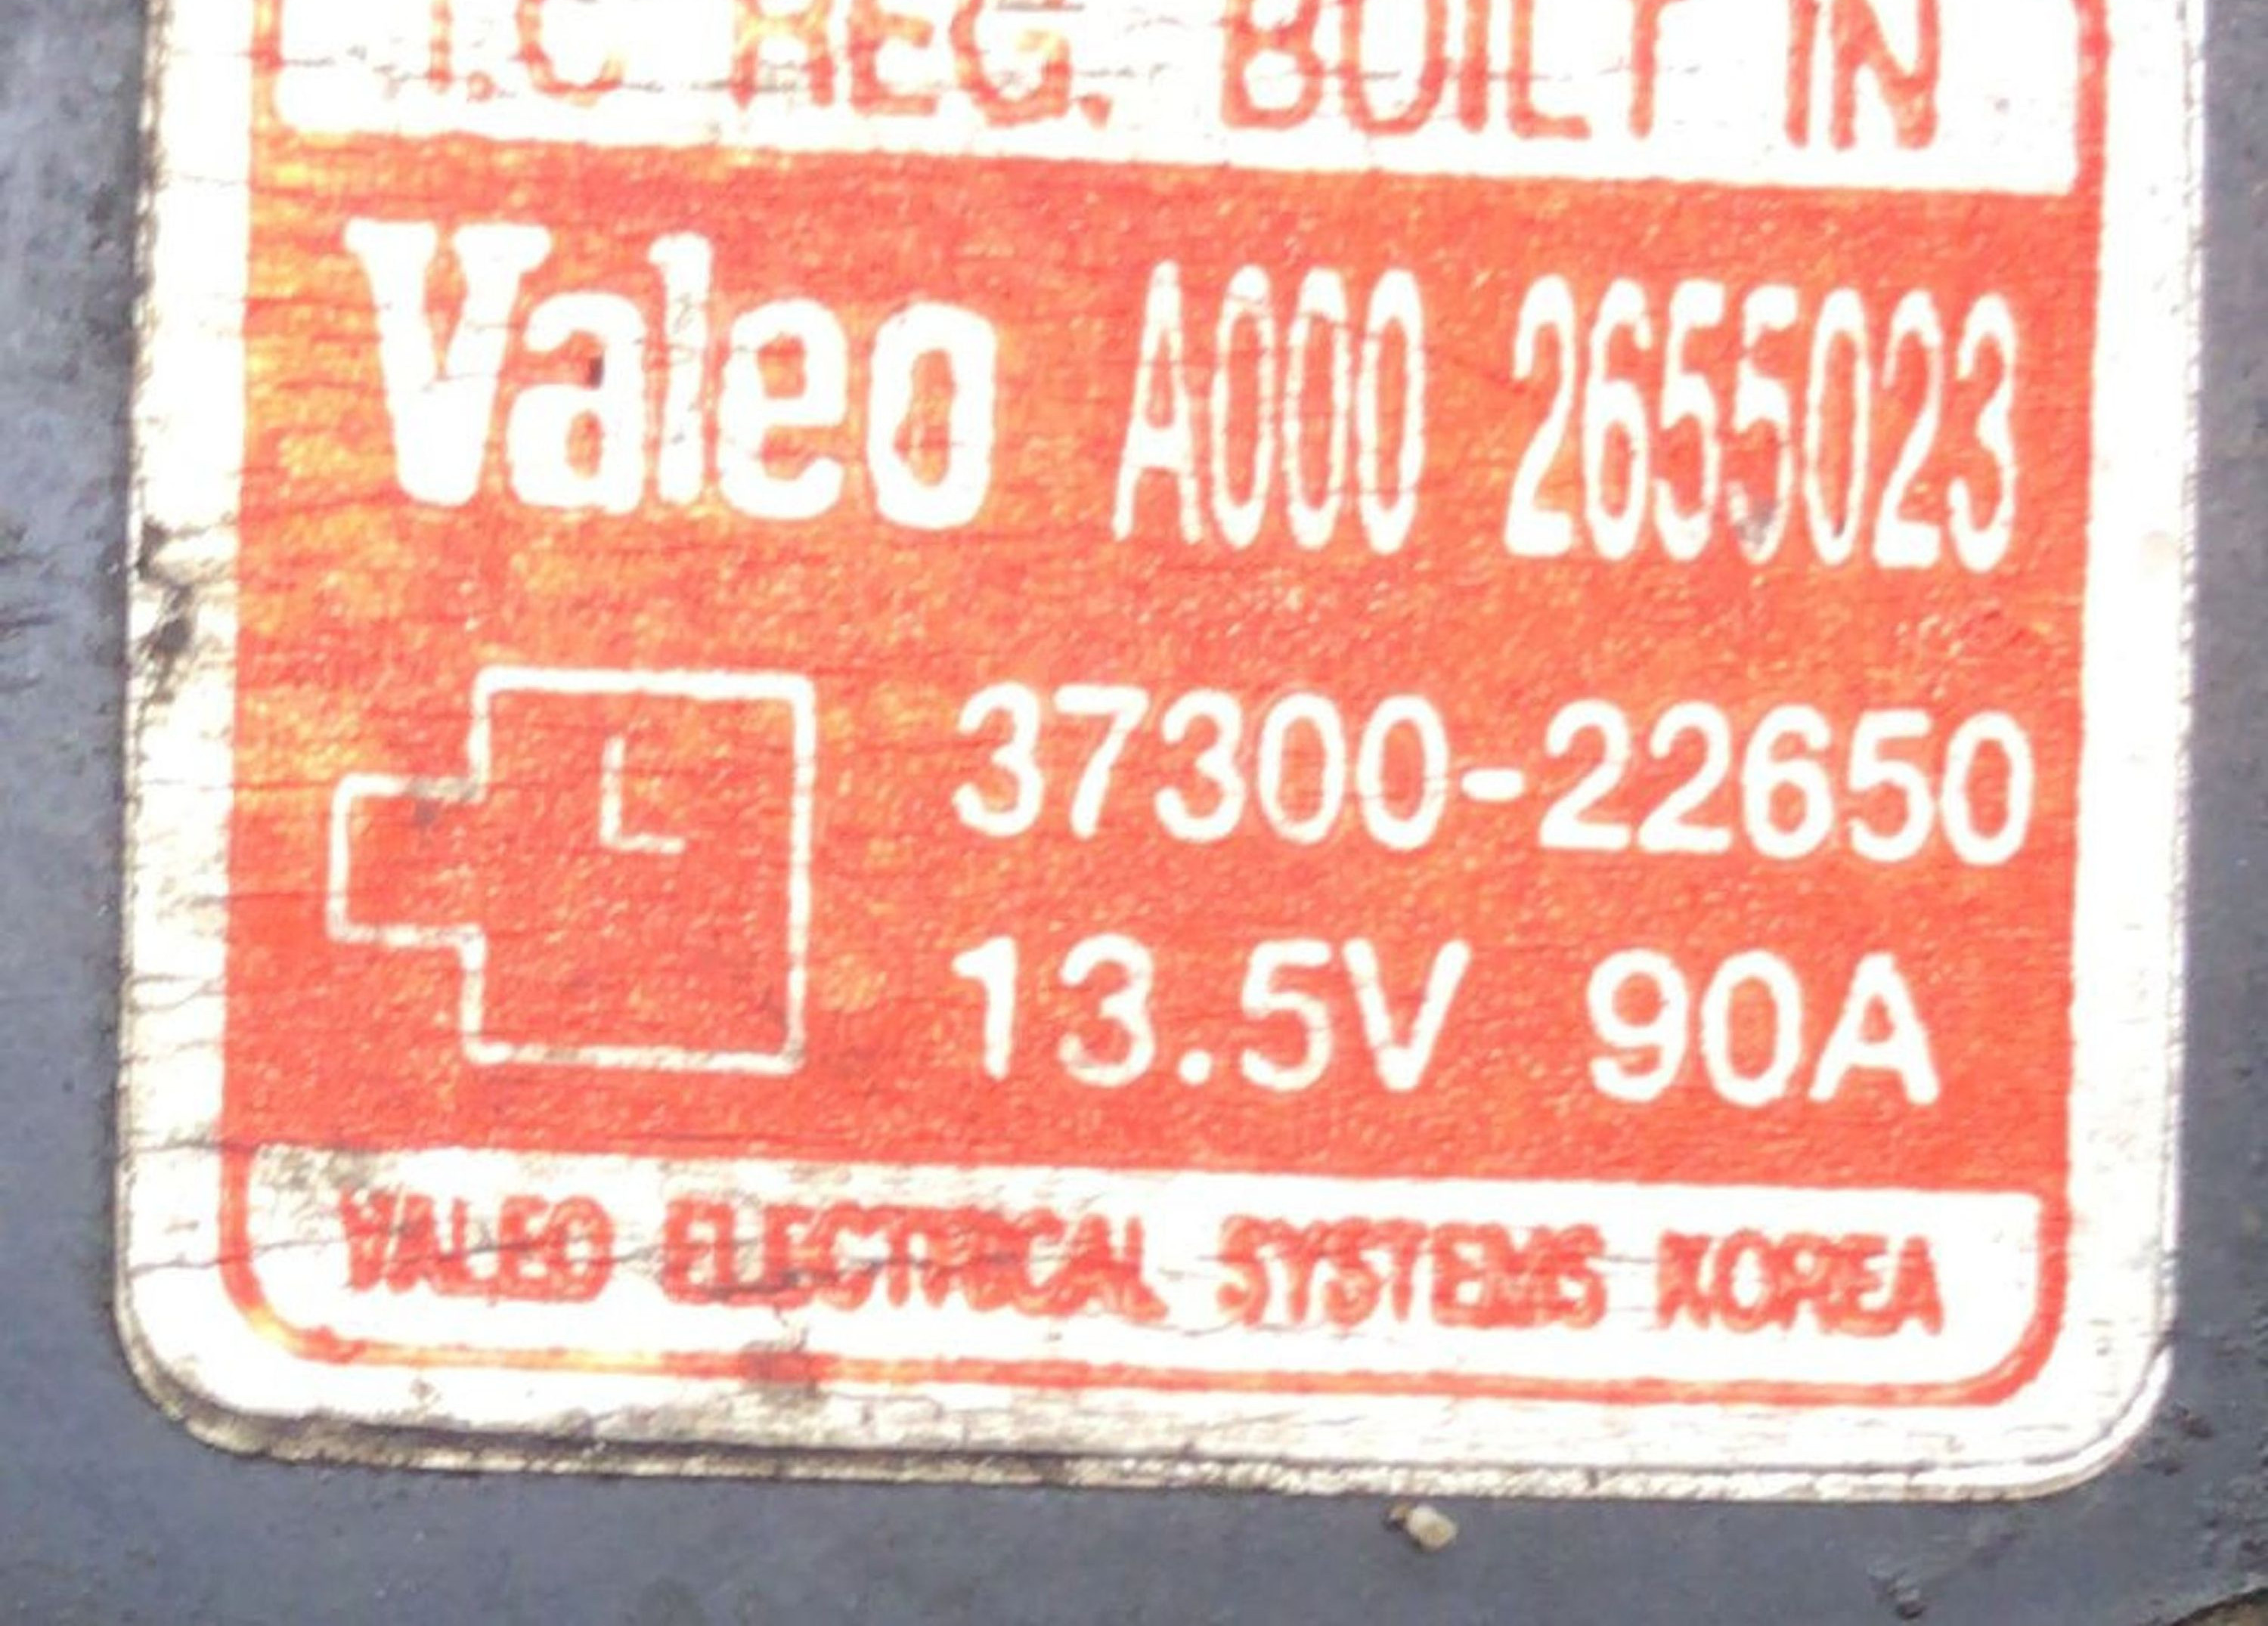 I.C REG. BUILT IN
Valeo A000 2655023
L
37300-22650
13.5V 90A
VALEO ELECTRICAL SYSTEMS KOREA